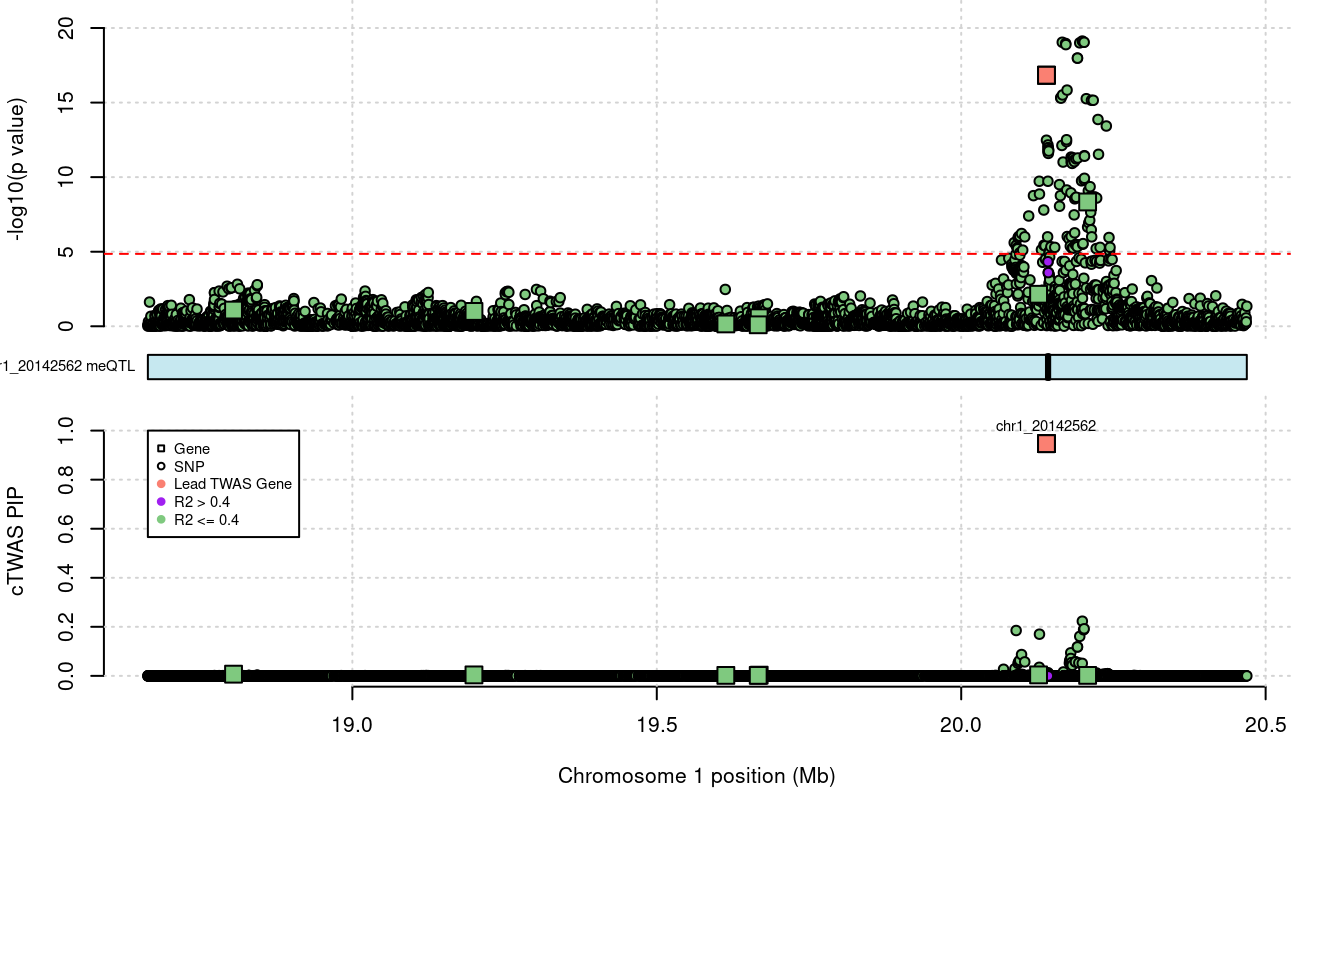 20
15
10
5
0
-log10(p value)
r1_20142562 meQTL
chr1_20142562
1.0
0.8
0.6
0.4
0.2
0.0
cTWAS PIP
Gene
SNP
Lead TWAS Gene
R2 > 0.4
R2 <= 0.4
19.0 19.5 20.0 20.5
Chromosome 1 position (Mb)